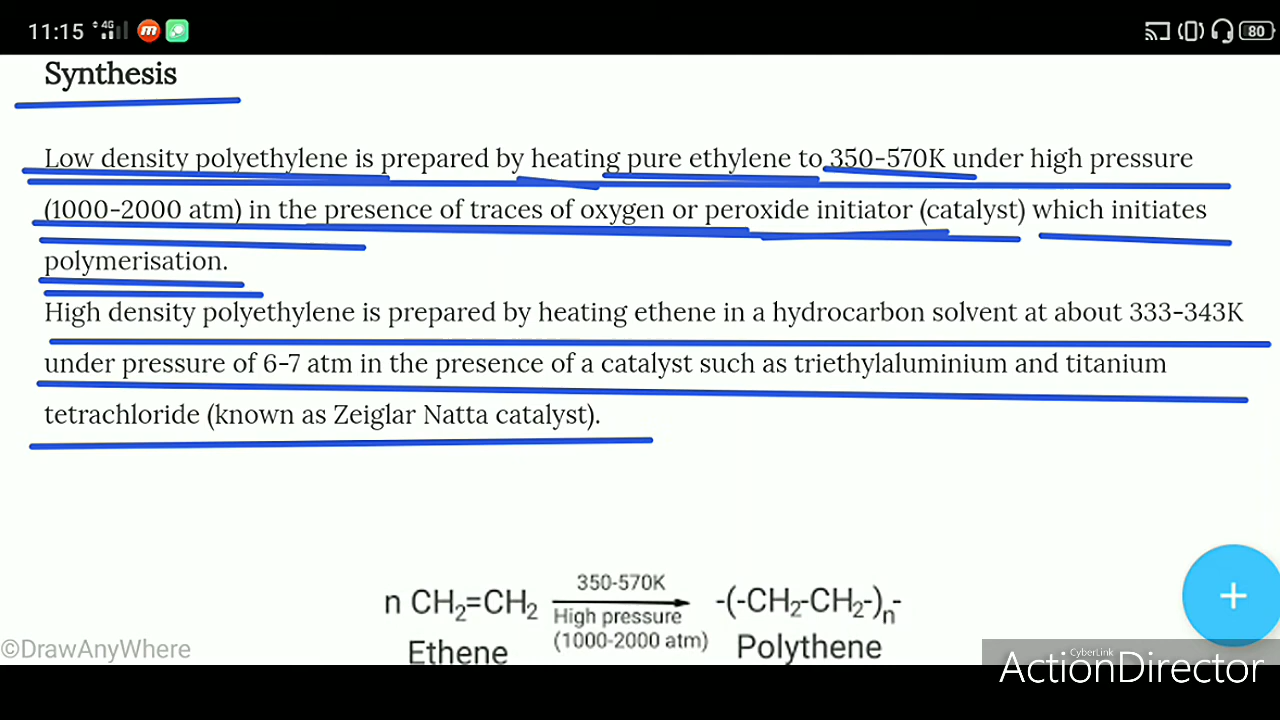 11:15 4G 80
Synthesis
Low density polyethylene is prepared by heating pure ethylene to 350-570K under high pressure
(1000-2000 atm) in the presence of traces of oxygen or peroxide initiator (catalyst) which initiates
polymerisation.
High density polyethylene is prepared by heating ethene in a hydrocarbon solvent at about 333-343K
under pressure of 6-7 atm in the presence of a catalyst such as triethylaluminium and titanium
tetrachloride (known as Zeiglar Natta catalyst).
350-570K
n CH₂=CH₂ -(-CH₂-CH₂-)ₙ-
High pressure
(1000-2000 atm)
Ethene Polythene
+
©DrawAnyWhere
CyberLink
ActionDirector